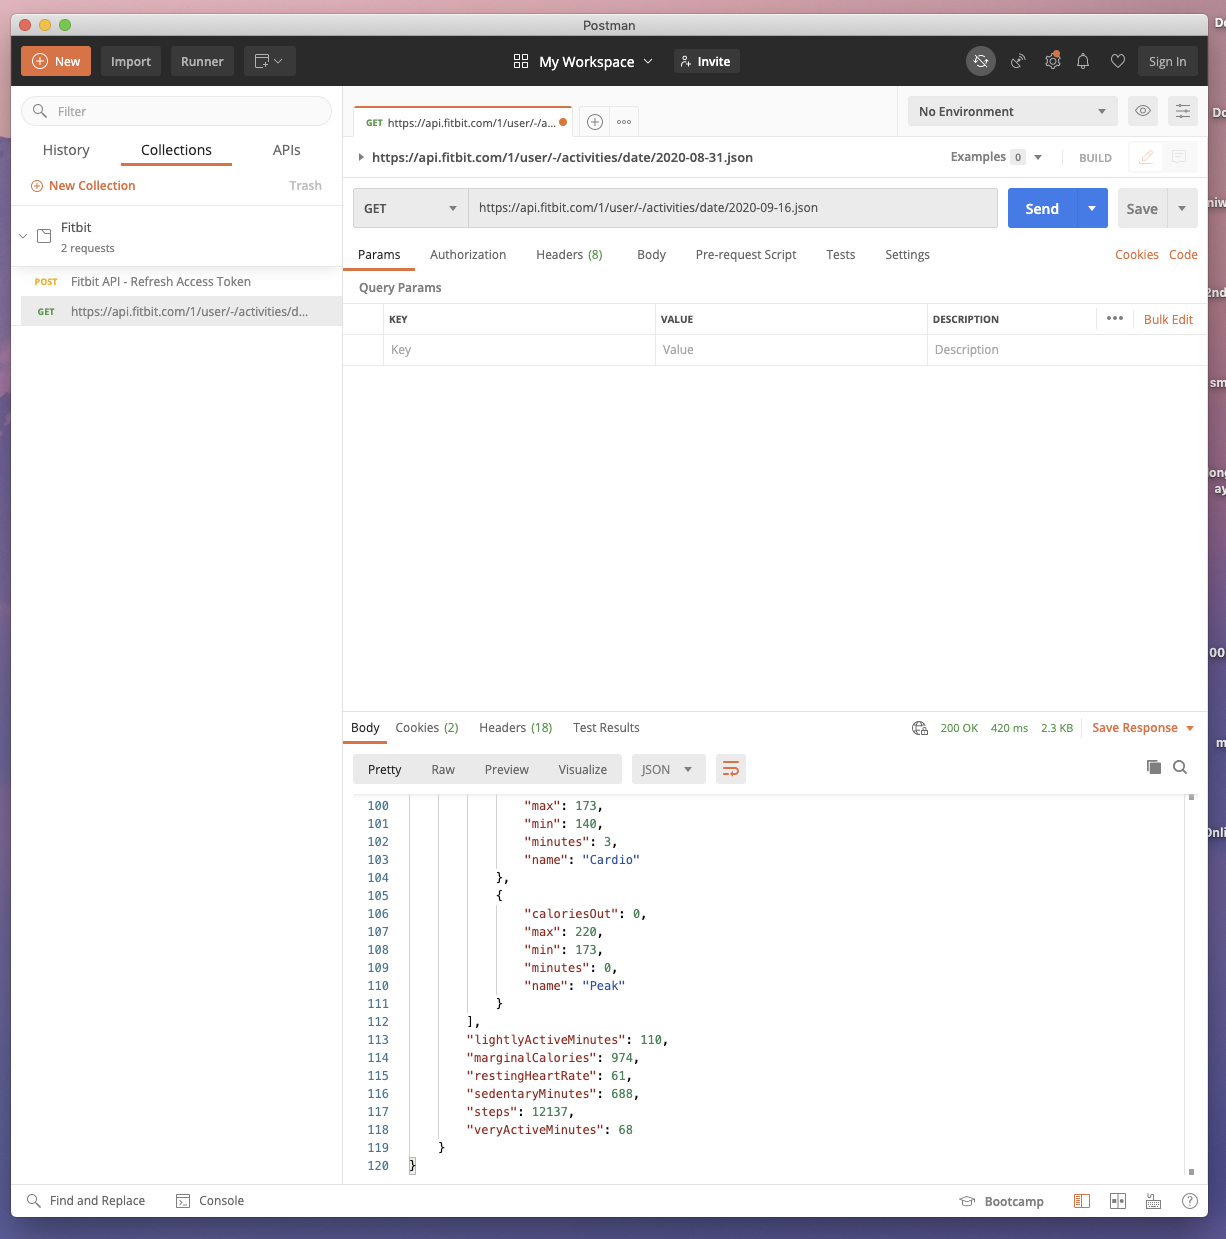 Postman
New
Import
Runner
My Workspace
Invite
Sign In
Filter
History
Collections
APIs
New Collection
Trash
Fitbit
2 requests
POST Fitbit API - Refresh Access Token
GET https://api.fitbit.com/1/user/-/activities/d...
GET https://api.fitbit.com/1/user/-/a...
No Environment
https://api.fitbit.com/1/user/-/activities/date/2020-08-31.json
Examples 0
BUILD
GET
https://api.fitbit.com/1/user/-/activities/date/2020-09-16.json
Send
Save
Params
Authorization
Headers (8)
Body
Pre-request Script
Tests
Settings
Cookies
Code
Query Params
KEY
VALUE
DESCRIPTION
Bulk Edit
Key
Value
Description
Body
Cookies (2)
Headers (18)
Test Results
200 OK
420 ms
2.3 KB
Save Response
Pretty
Raw
Preview
Visualize
JSON
100 "max": 173,
101 "min": 140,
102 "minutes": 3,
103 "name": "Cardio"
104 },
105 {
106 "caloriesOut": 0,
107 "max": 220,
108 "min": 173,
109 "minutes": 0,
110 "name": "Peak"
111 }
112 ],
113 "lightlyActiveMinutes": 110,
114 "marginalCalories": 974,
115 "restingHeartRate": 61,
116 "sedentaryMinutes": 688,
117 "steps": 12137,
118 "veryActiveMinutes": 68
119 }
120 }
Find and Replace
Console
Bootcamp